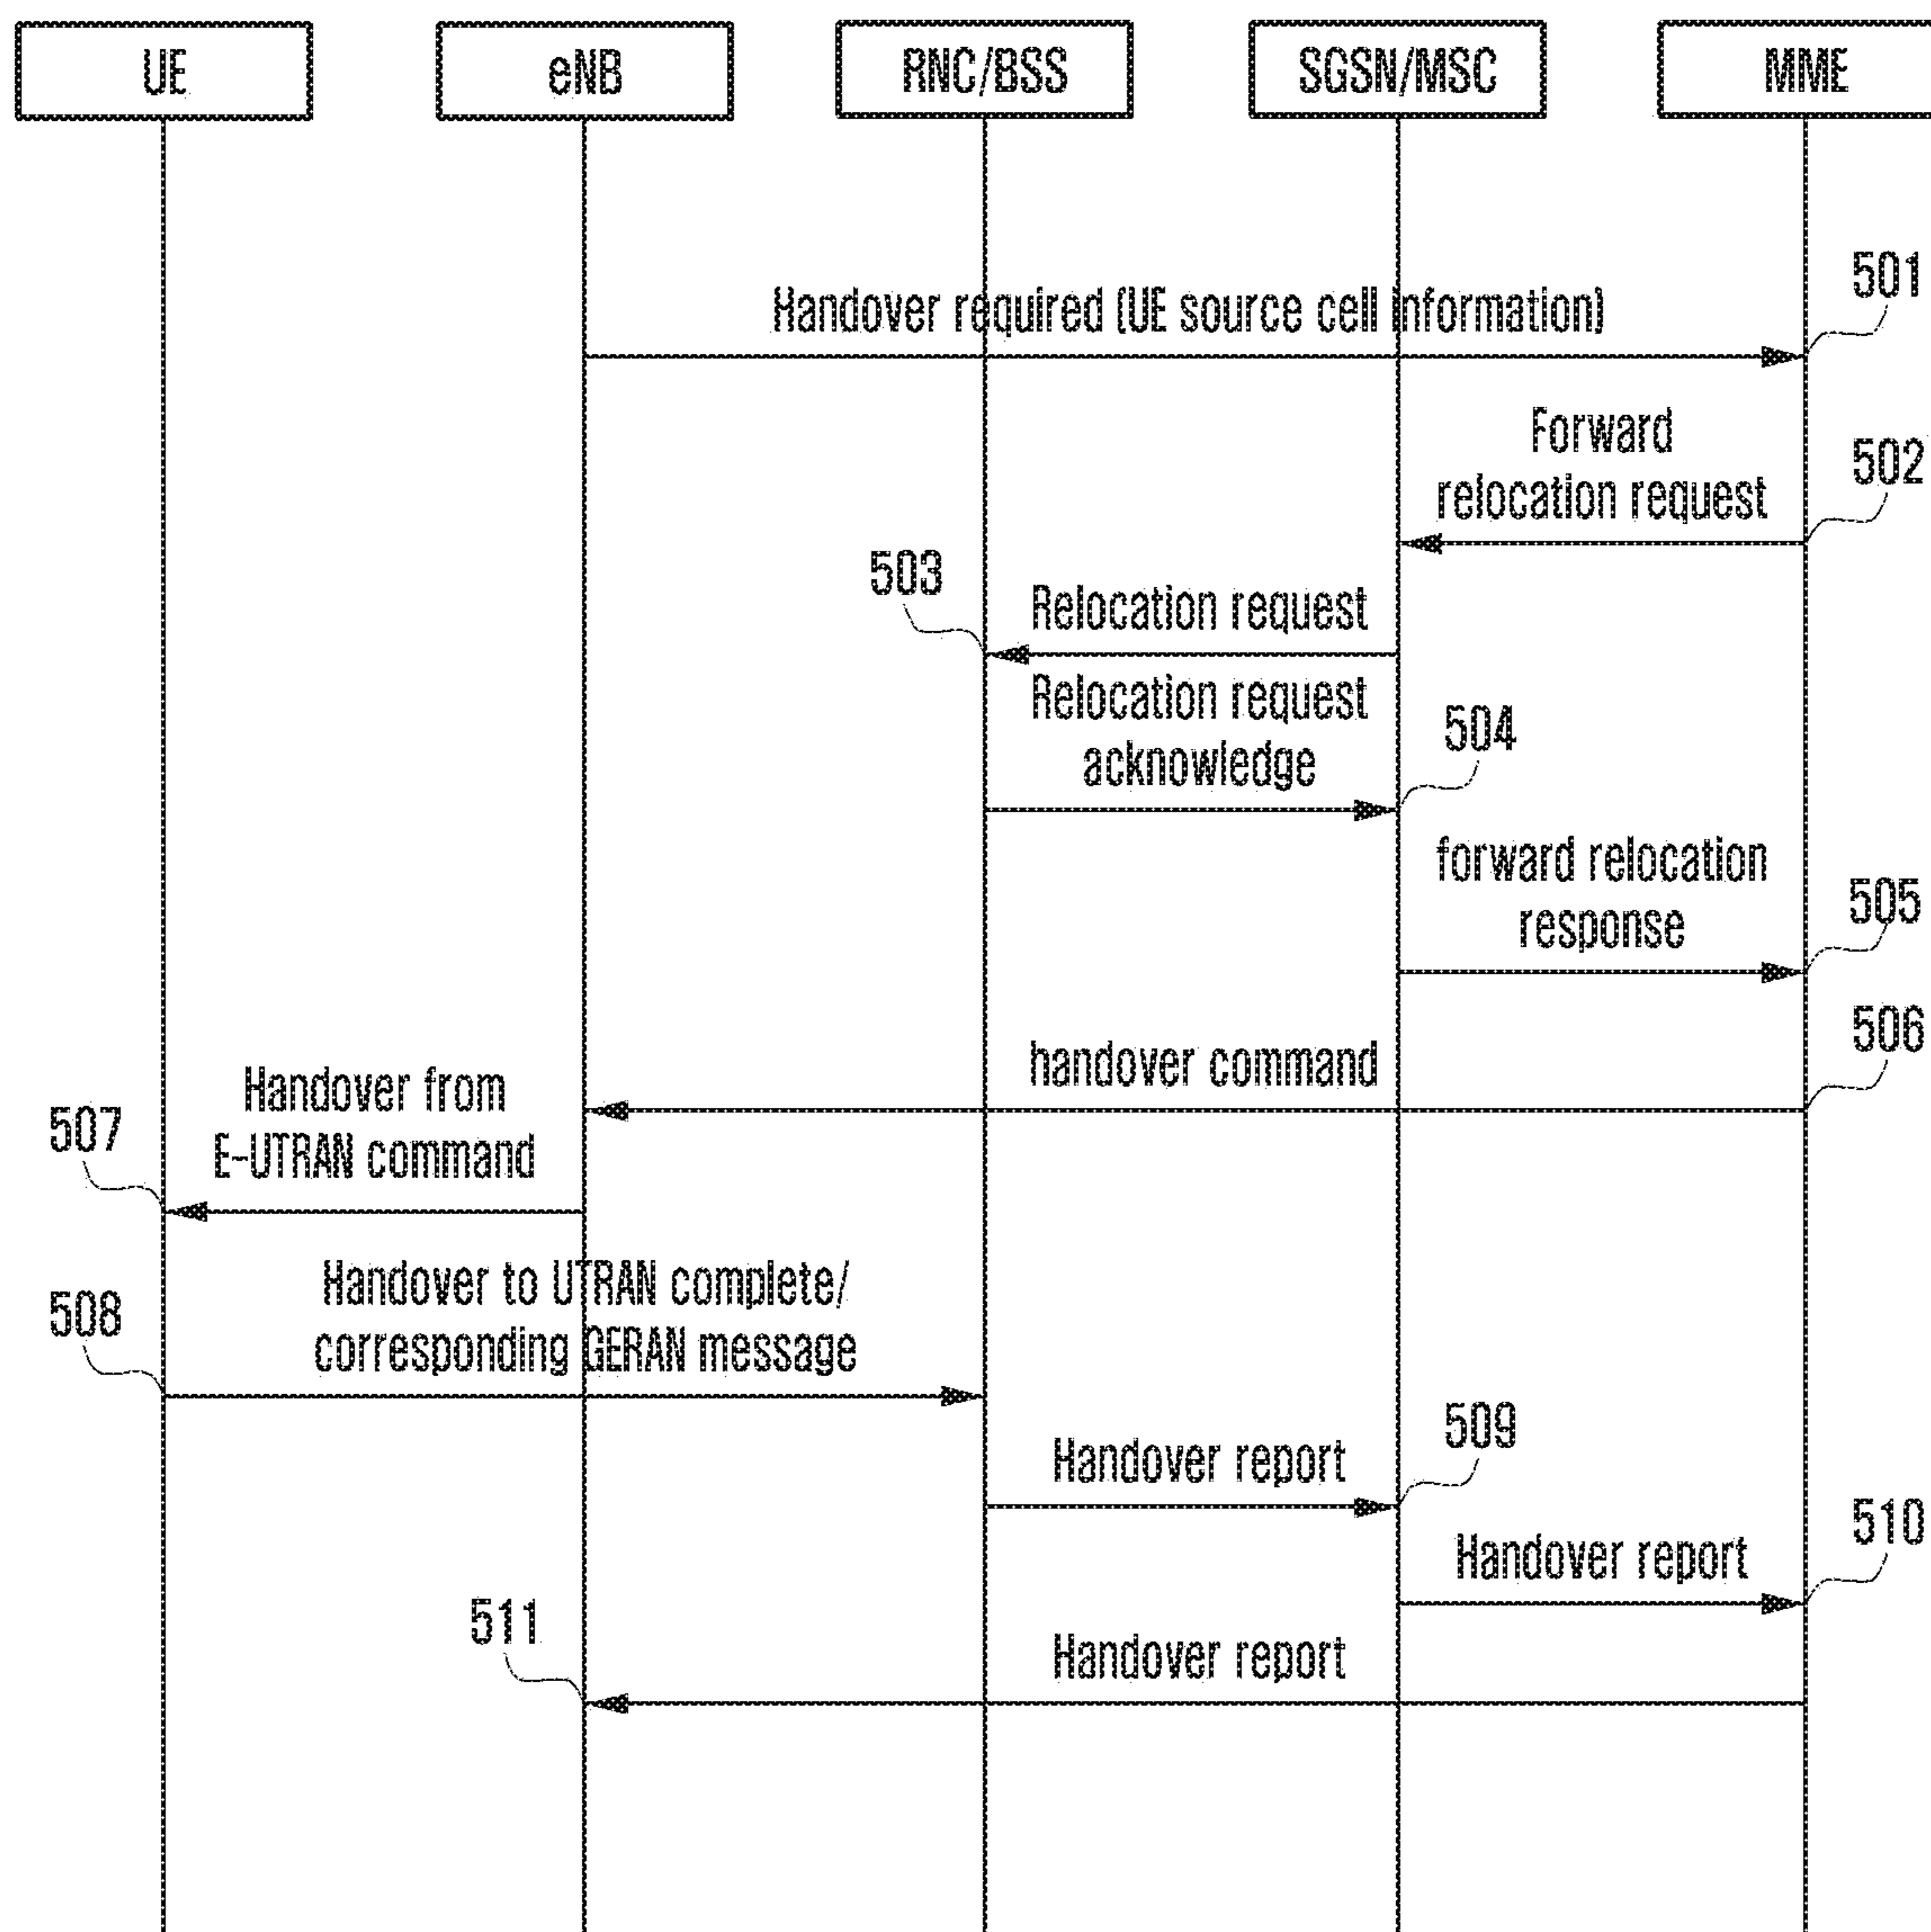 UE
eNB
RNC/BSS
SGSN/MSC
MME
501
Handover required (UE source cell information)
Forward
relocation request
502
503
Relocation request
Relocation request
acknowledge
504
forward relocation
response
505
506
handover command
Handover from
E-UTRAN command
507
Handover to UTRAN complete/
corresponding GERAN message
508
Handover report
509
Handover report
510
Handover report
511